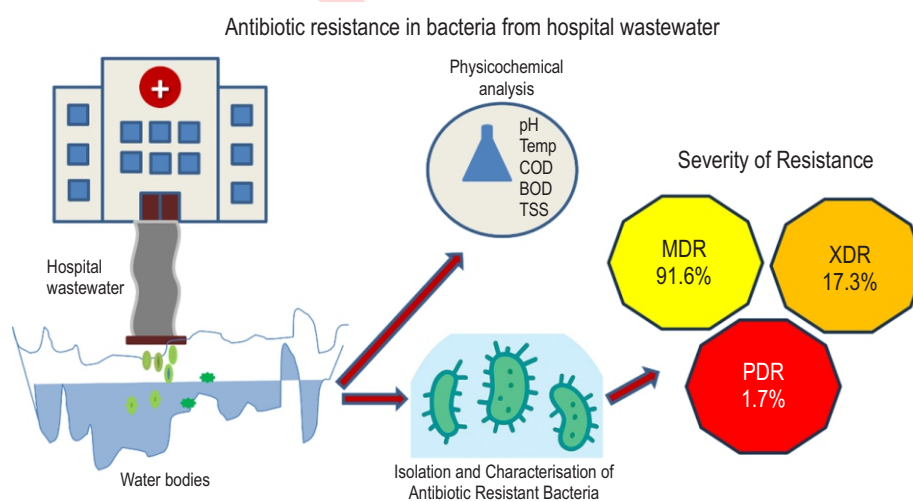 Antibiotic resistance in bacteria from hospital wastewater
Physicochemical
analysis
pH
Temp
COD
BOD
TSS
Severity of Resistance
MDR
91.6%
XDR
17.3%
PDR
1.7%
Hospital
wastewater
Water bodies
Isolation and Characterisation of
Antibiotic Resistant Bacteria